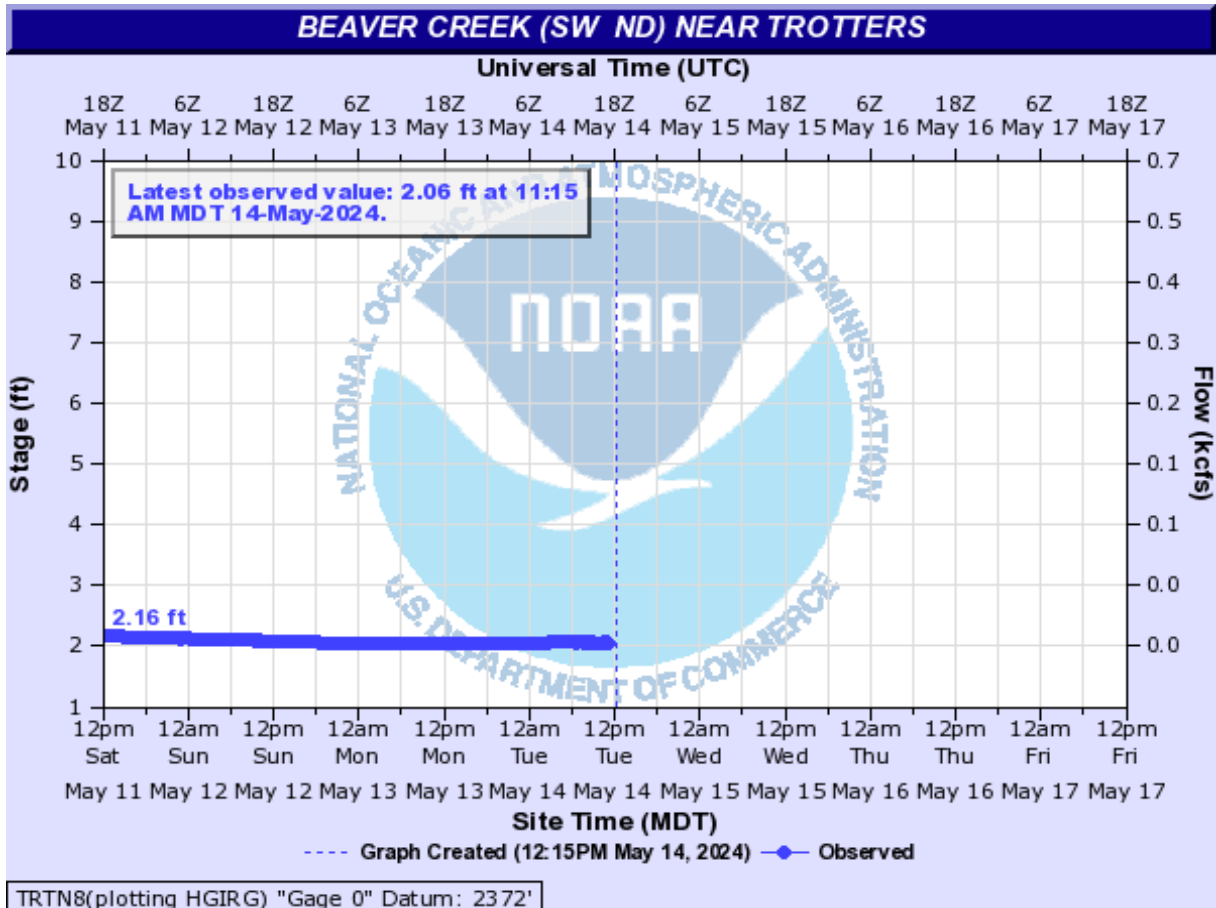 BEAVER CREEK (SW ND) NEAR TROTTERS
Universal Time (UTC)
18Z 6Z 18Z 6Z 18Z 6Z 18Z 6Z 18Z 6Z 18Z 6Z 18Z
May 11 May 12 May 12 May 13 May 13 May 14 May 14 May 15 May 15 May 16 May 16 May 17 May 17
Latest observed value: 2.06 ft at 11:15
AM MDT 14-May-2024.
NATIONAL OCEANIC AND ATMOSPHERIC ADMINISTRATION
NOAA
U.S. DEPARTMENT OF COMMERCE
Stage (ft)
10
9
8
7
6
5
4
3
2
1
2.16 ft
0.7
0.5
0.4
0.3
0.2
0.1
0.1
0.0
0.0
Flow (kcfs)
12pm 12am 12pm 12am 12pm 12am 12pm 12am 12pm 12am 12pm 12am 12pm
Sat Sun Sun Mon Mon Tue Tue Wed Wed Thu Thu Fri Fri
May 11 May 12 May 12 May 13 May 13 May 14 May 14 May 15 May 15 May 16 May 16 May 17 May 17
Site Time (MDT)
Graph Created (12:15PM May 14, 2024) Observed
TRTN8(plotting HGIRG) "Gage 0" Datum: 2372'